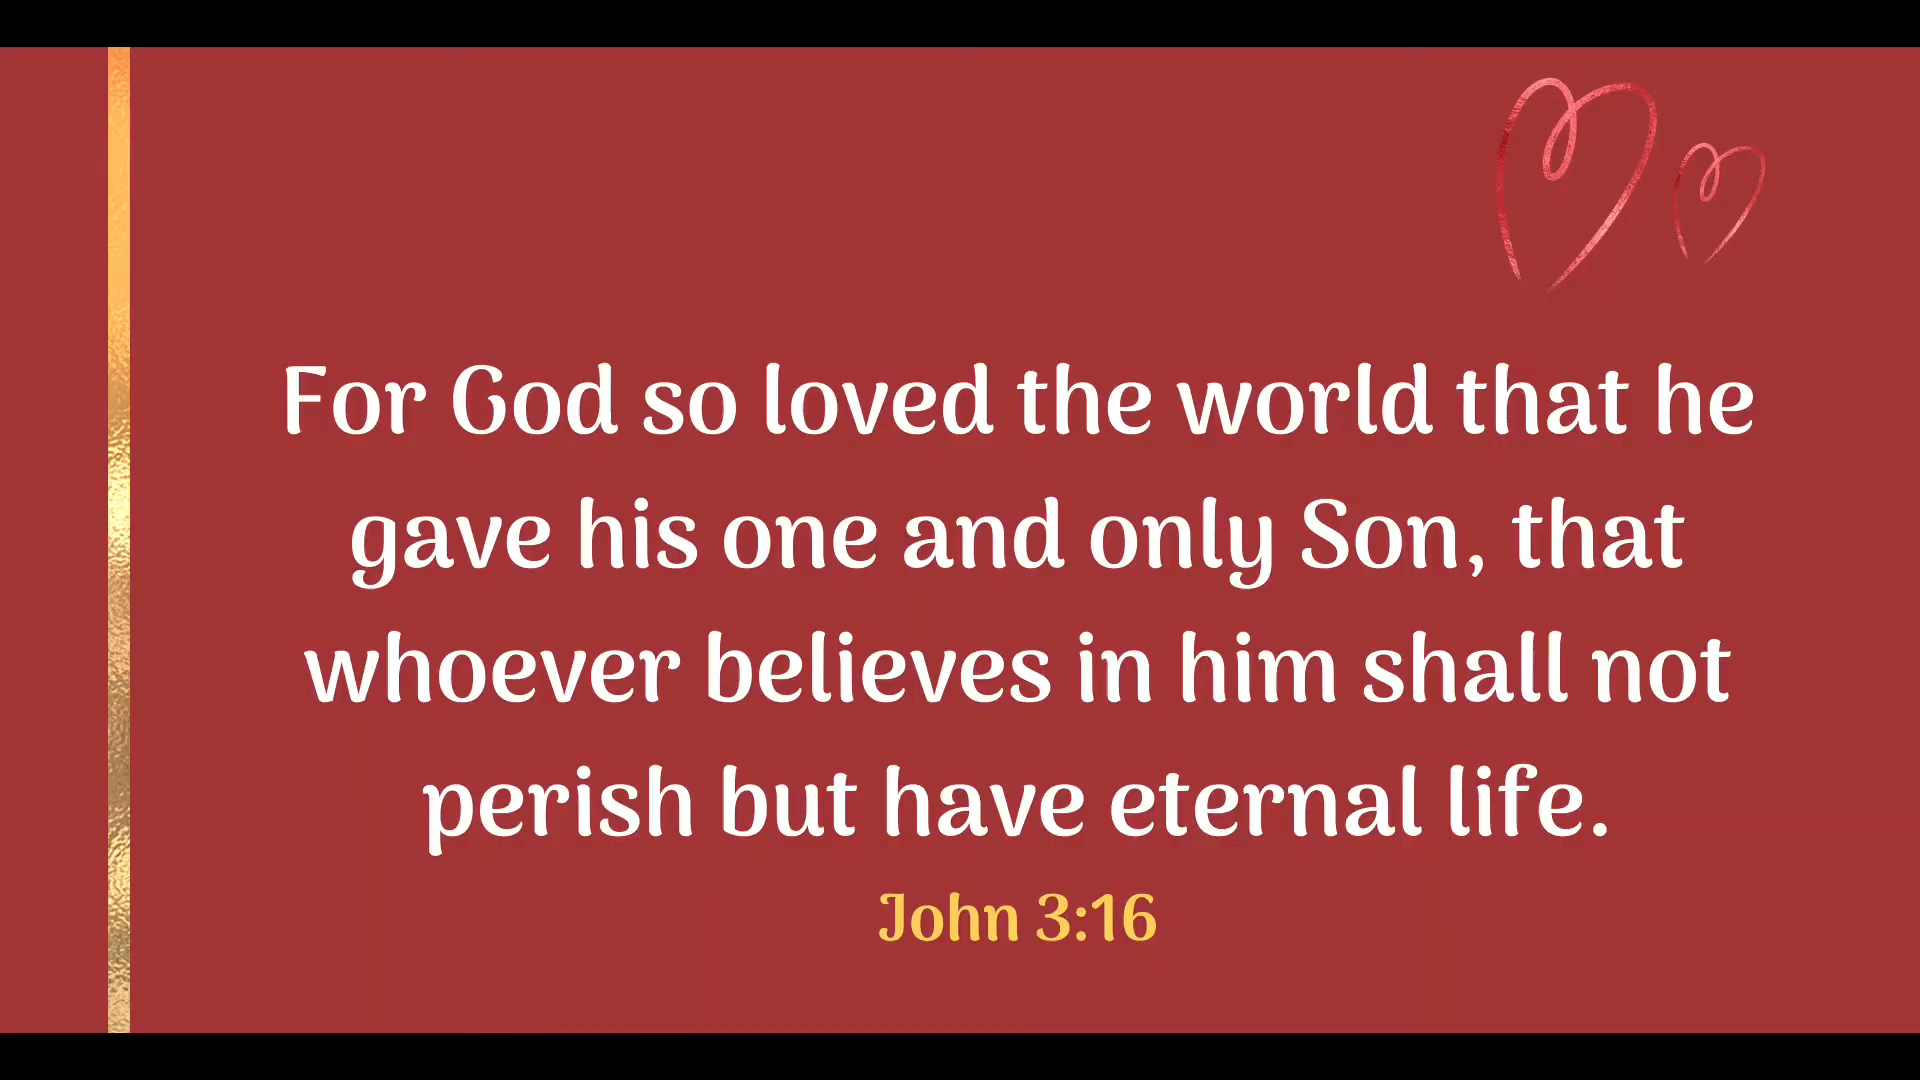 For God so loved the world that he
gave his one and only Son, that
whoever believes in him shall not
perish but have eternal life.
John 3:16